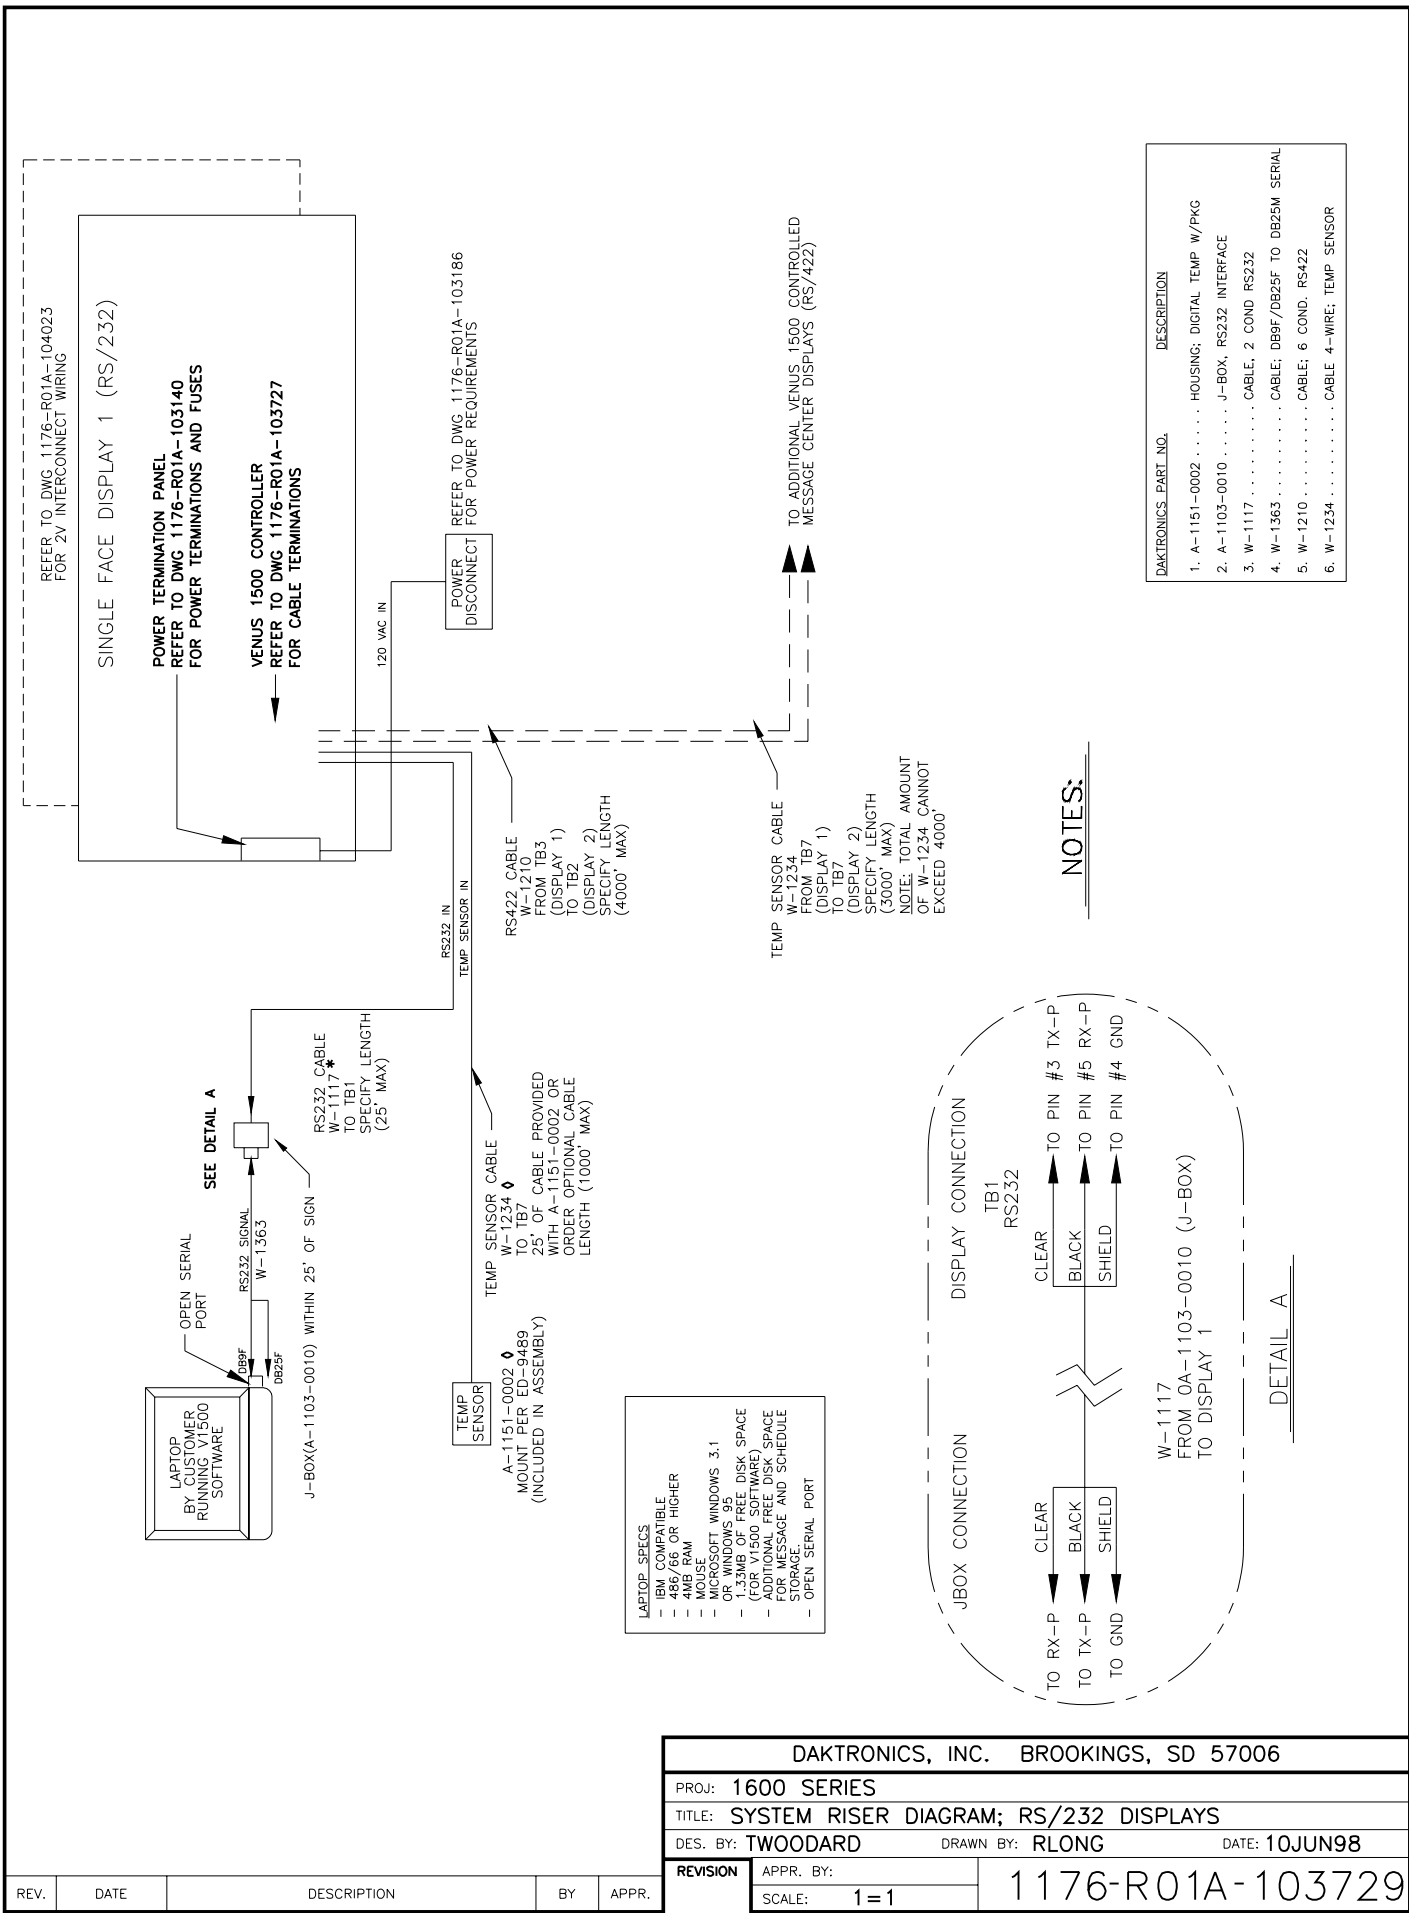 REFER TO DWG 1176-R01A-104023
FOR 2V INTERCONNECT WIRING
SINGLE FACE DISPLAY 1 (RS/232)
POWER TERMINATION PANEL
REFER TO DWG 1176-R01A-103140
FOR POWER TERMINATIONS AND FUSES
VENUS 1500 CONTROLLER
REFER TO DWG 1176-R01A-103727
FOR CABLE TERMINATIONS
120 VAC IN
POWER
DISCONNECT
REFER TO DWG 1176-R01A-103186
FOR POWER REQUIREMENTS
TO ADDITIONAL VENUS 1500 CONTROLLED
MESSAGE CENTER DISPLAYS (RS/422)
LAPTOP
BY CUSTOMER
RUNNING V1500
SOFTWARE
OPEN SERIAL
PORT
DB9F
DB25F
RS232 SIGNAL
W-1363
SEE DETAIL A
J-BOX(A-1103-0010) WITHIN 25' OF SIGN
RS232 CABLE
W-1117*
TO TB1
SPECIFY LENGTH
(25' MAX)
RS232 IN
TEMP SENSOR IN
TEMP
SENSOR
A-1151-0002 ◊
MOUNT PER ED-9489
(INCLUDED IN ASSEMBLY)
TEMP SENSOR CABLE
W-1234 ◊
TO TB7
25' OF CABLE PROVIDED
WITH A-1151-0002 OR
ORDER OPTIONAL CABLE
LENGTH (1000' MAX)
RS422 CABLE
W-1210
FROM TB3
(DISPLAY 1)
TO TB2
(DISPLAY 2)
SPECIFY LENGTH
(4000' MAX)
TEMP SENSOR CABLE
W-1234
FROM TB7
(DISPLAY 1)
TO TB7
(DISPLAY 2)
SPECIFY LENGTH
(3000' MAX)
NOTE: TOTAL AMOUNT
OF W-1234 CANNOT
EXCEED 4000'
LAPTOP SPECS
- IBM COMPATIBLE
- 486/66 OR HIGHER
- 4MB RAM
- MOUSE
- MICROSOFT WINDOWS 3.1
OR WINDOWS 95
- 1.33MB OF FREE DISK SPACE
(FOR V1500 SOFTWARE)
- ADDITIONAL FREE DISK SPACE
FOR MESSAGE AND SCHEDULE
STORAGE.
- OPEN SERIAL PORT
NOTES:
DAKTRONICS PART NO. DESCRIPTION
1. A-1151-0002 . . . . . HOUSING; DIGITAL TEMP W/PKG
2. A-1103-0010 . . . . . J-BOX, RS232 INTERFACE
3. W-1117 . . . . . . . . . . CABLE, 2 COND RS232
4. W-1363 . . . . . . . . . CABLE; DB9F/DB25F TO DB25M SERIAL
5. W-1210 . . . . . . . . . . CABLE; 6 COND. RS422
6. W-1234 . . . . . . . . . CABLE 4-WIRE; TEMP SENSOR
JBOX CONNECTION
DISPLAY CONNECTION
TB1
RS232
TO RX-P CLEAR CLEAR TO PIN #3 TX-P
TO TX-P BLACK BLACK TO PIN #5 RX-P
TO GND SHIELD SHIELD TO PIN #4 GND
W-1117
FROM 0A-1103-0010 (J-BOX)
TO DISPLAY 1
DETAIL A
DAKTRONICS, INC. BROOKINGS, SD 57006
PROJ: 1600 SERIES
TITLE: SYSTEM RISER DIAGRAM; RS/232 DISPLAYS
DES. BY: TWOODARD DRAWN BY: RLONG DATE: 10JUN98
REVISION APPR. BY:
SCALE: 1=1
1176-R01A-103729
REV. DATE DESCRIPTION BY APPR.